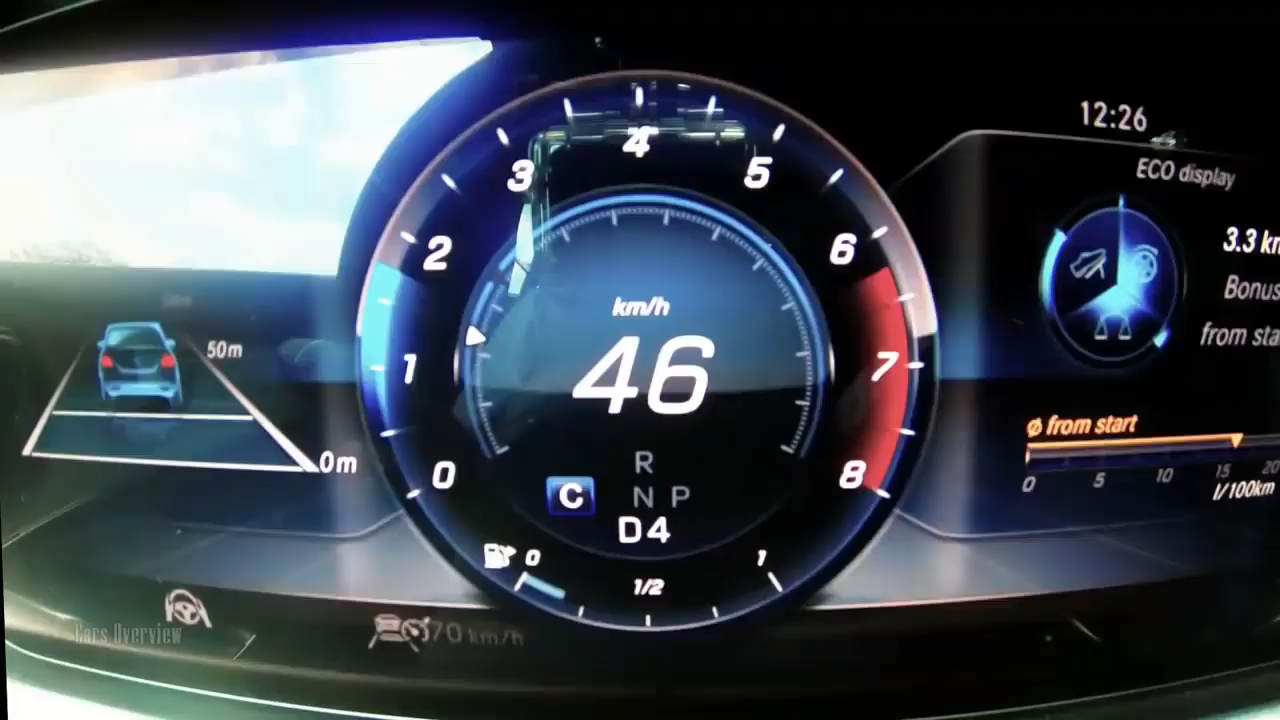 12:26
ECO display
3.3 km
Bonus
from sta
Ø from start
0 5 10 15 20
l/100km
50m
0m
0 1 2 3 4 5 6 7 8
km/h
46
R
N P
C
D4
0 1/2 1
70 km/h
Cars Overview